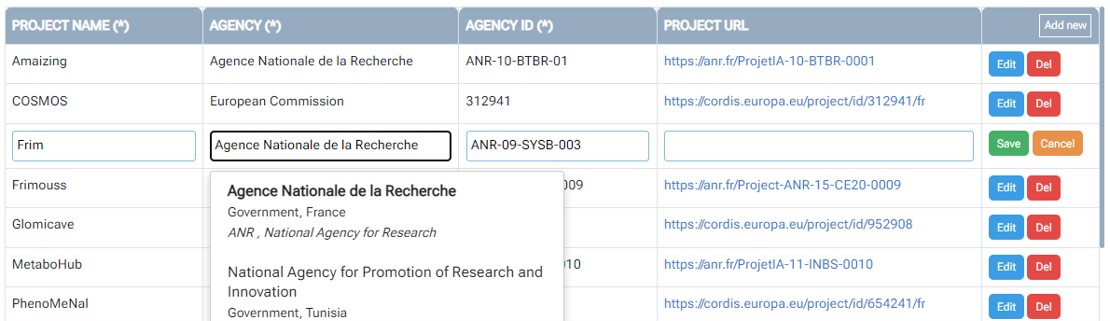 PROJECT NAME (*) AGENCY (*) AGENCY ID (*) PROJECT URL Add new
Amaizing Agence Nationale de la Recherche ANR-10-BTBR-01 https://anr.fr/ProjetIA-10-BTBR-0001 Edit Del
COSMOS European Commission 312941 https://cordis.europa.eu/project/id/312941/fr Edit Del
Frim Agence Nationale de la Recherche ANR-09-SYSB-003 Save Cancel
Frimouss 009 https://anr.fr/Project-ANR-15-CE20-0009 Edit Del
Glomicave https://cordis.europa.eu/project/id/952908 Edit Del
MetaboHub 010 https://anr.fr/ProjetIA-11-INBS-0010 Edit Del
PhenoMeNal https://cordis.europa.eu/project/id/654241/fr Edit Del
Agence Nationale de la Recherche
Government, France
ANR , National Agency for Research
National Agency for Promotion of Research and
Innovation
Government, Tunisia